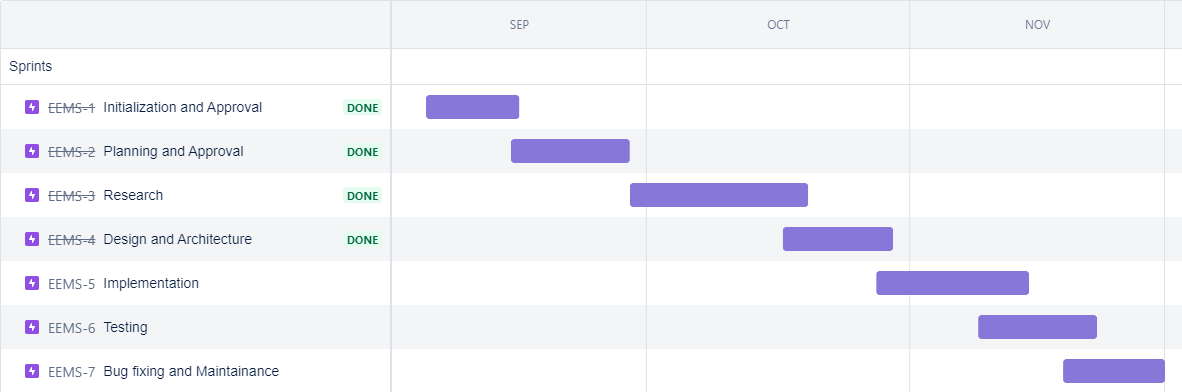 SEP OCT NOV
Sprints
EEMS-1 Initialization and Approval DONE
EEMS-2 Planning and Approval DONE
EEMS-3 Research DONE
EEMS-4 Design and Architecture DONE
EEMS-5 Implementation
EEMS-6 Testing
EEMS-7 Bug fixing and Maintainance